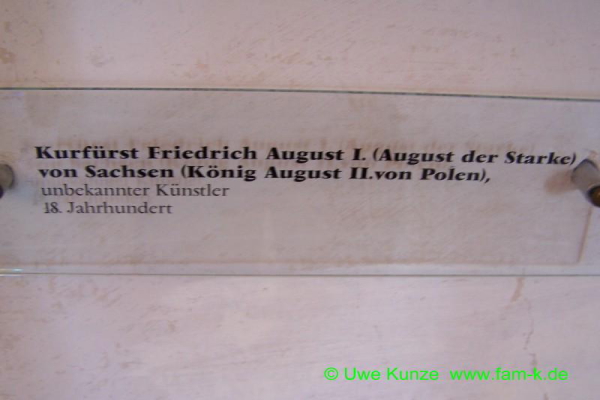 Kurfürst Friedrich August I. (August der Starke)
von Sachsen (König August II.von Polen),
unbekannter Künstler
18. Jahrhundert
© Uwe Kunze www.fam-k.de